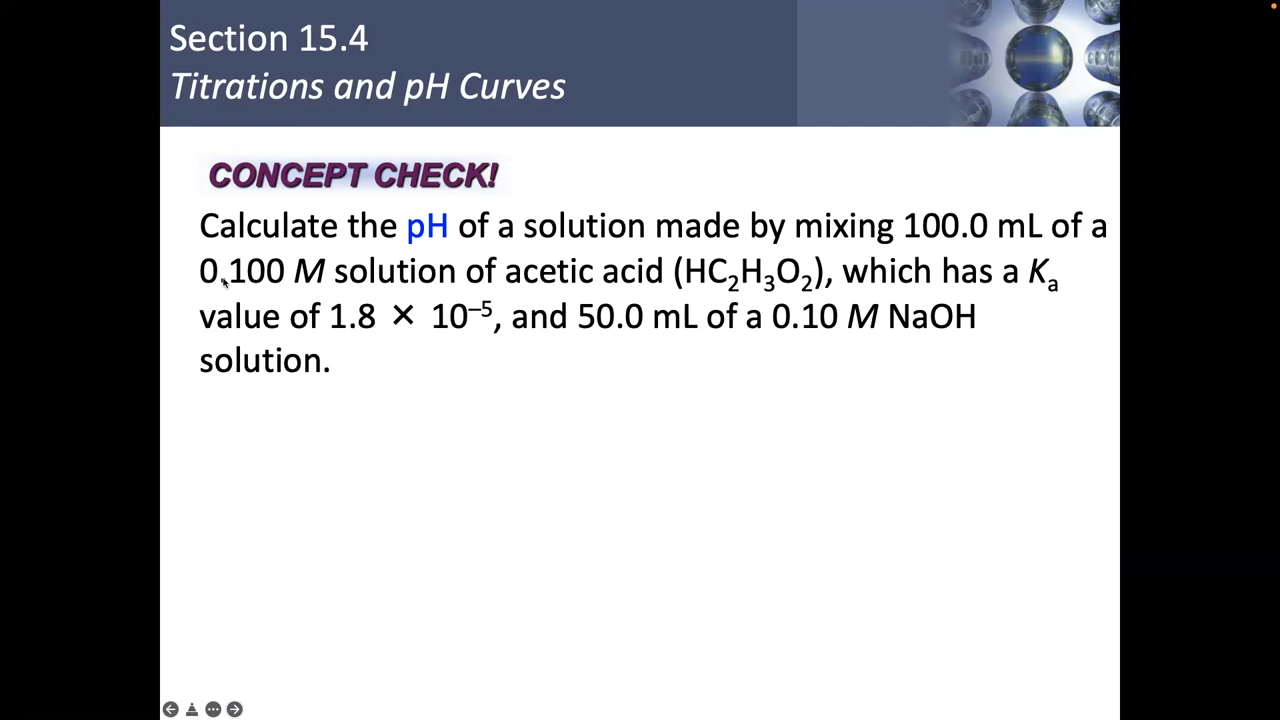 Section 15.4
Titrations and pH Curves
CONCEPT CHECK!
Calculate the pH of a solution made by mixing 100.0 mL of a
0.100 M solution of acetic acid (HC₂H₃O₂), which has a Kₐ
value of 1.8 × 10⁻⁵, and 50.0 mL of a 0.10 M NaOH
solution.